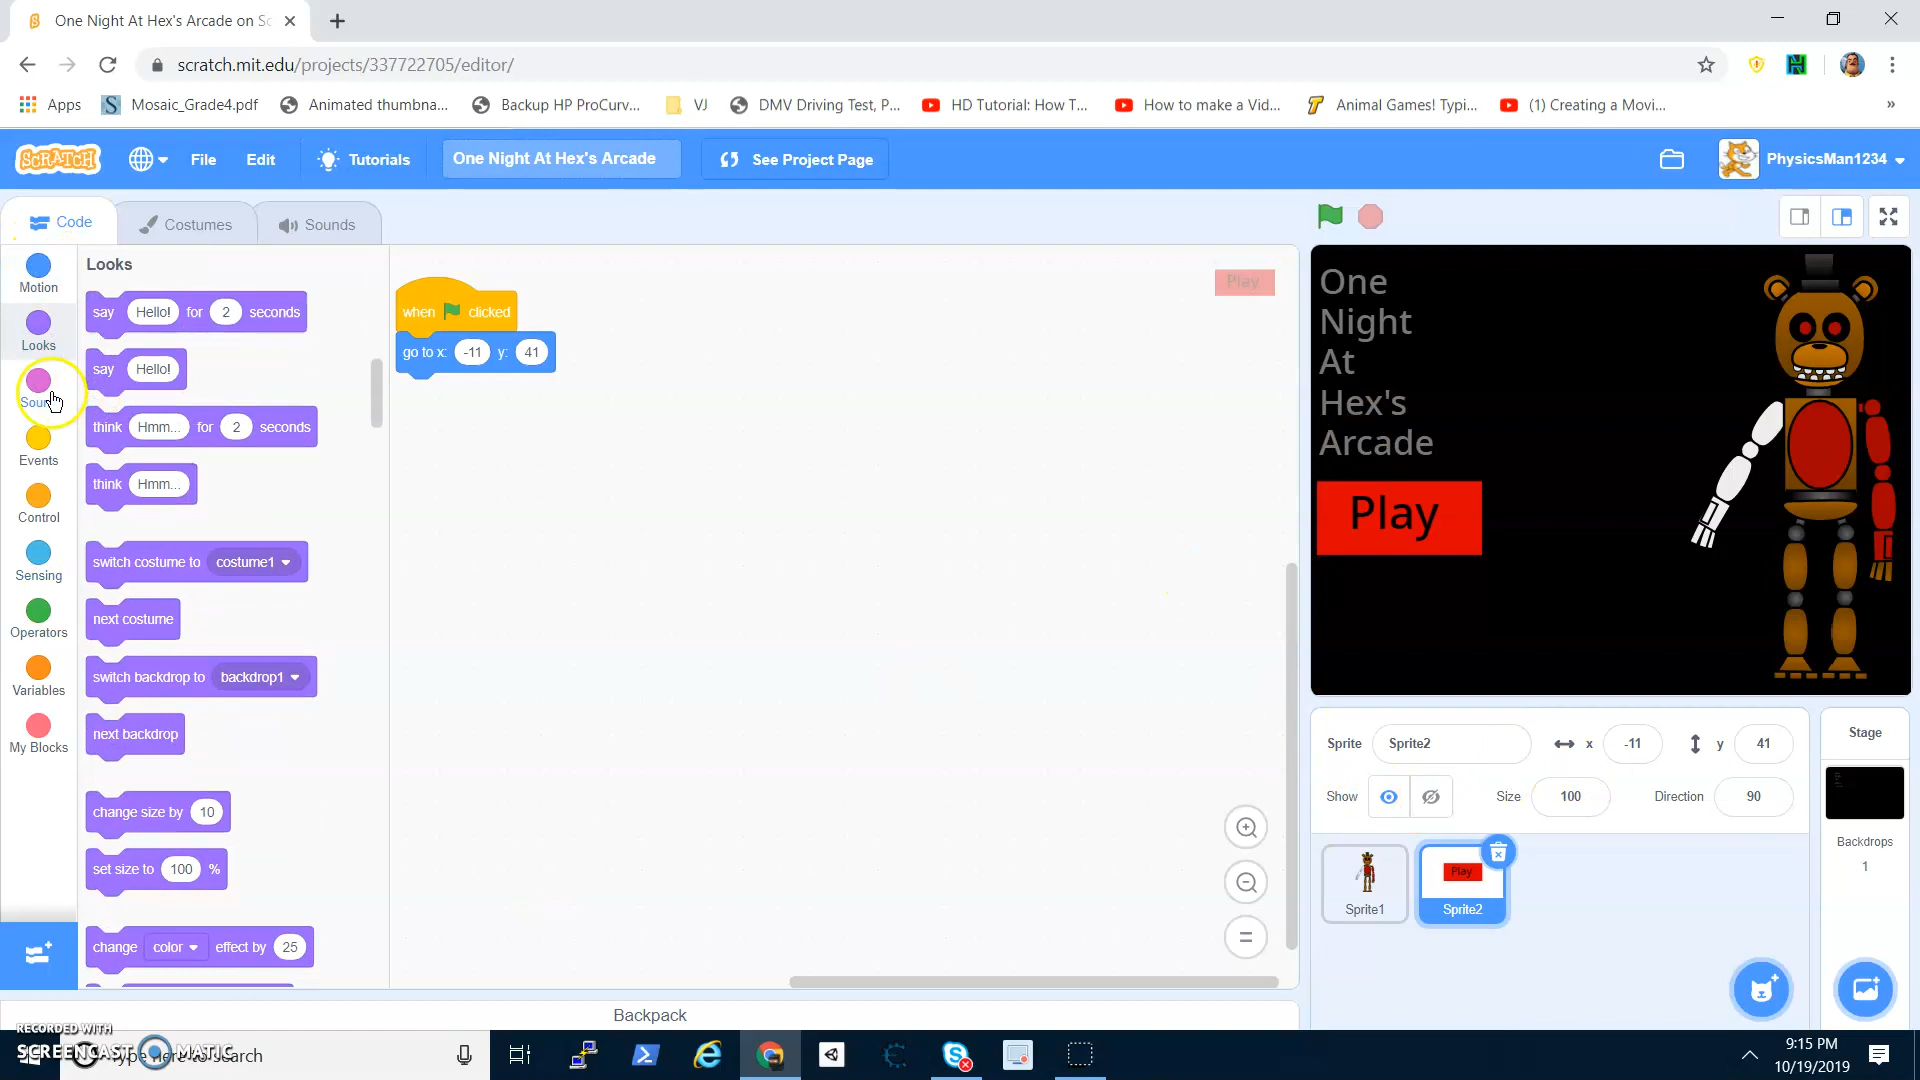 One Night At Hex's Arcade on Sc
scratch.mit.edu/projects/337722705/editor/
Apps
Mosaic_Grade4.pdf
Animated thumbna...
Backup HP ProCurv...
VJ
DMV Driving Test, P...
HD Tutorial: How T...
How to make a Vid...
Animal Games! Typi...
(1) Creating a Movi...
»
SCRATCH
File
Edit
Tutorials
One Night At Hex's Arcade
See Project Page
PhysicsMan1234
Code
Costumes
Sounds
Motion
Looks
Sound
Events
Control
Sensing
Operators
Variables
My Blocks
Looks
say Hello! for 2 seconds
say Hello!
think Hmm... for 2 seconds
think Hmm...
switch costume to costume1
next costume
switch backdrop to backdrop1
next backdrop
change size by 10
set size to 100 %
change color effect by 25
when clicked
go to x: -11 y: 41
Play
One
Night
At
Hex's
Arcade
Play
Sprite
Sprite2
x -11
y 41
Show
Size 100
Direction 90
Play
Sprite1
Sprite2
Stage
Backdrops
1
Backpack
RECORDED WITH
SCREENCAST MATIC
Type here to search
9:15 PM
10/19/2019